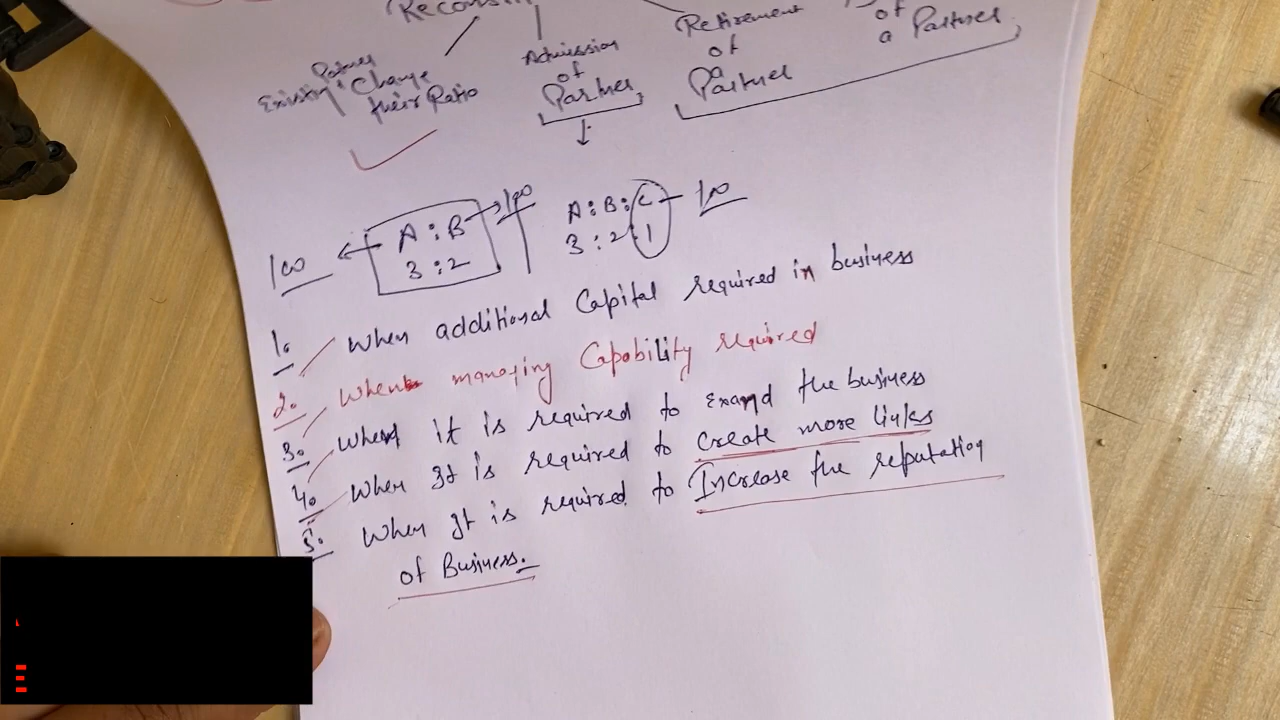 Partner
Existing Change
their Ratio
Admission
of
Partner
Retirement
of
a
Partner
of
a Partner
100 A : B 100
3 : 2
A : B : C 100
3 : 2 : 1
1. When additional Capital required in business
2. When managing Capability required
3. When it is required to Exand the business
4. When It is required to Create more links
5. When It is required to Increase the reputation
of Business.